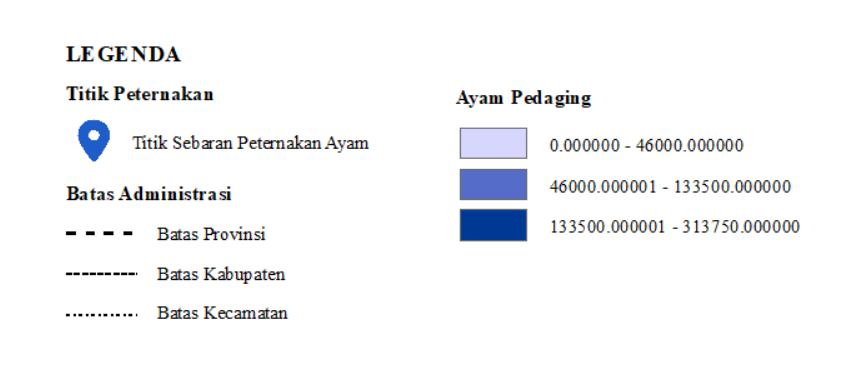 LEGENDA
Titik Peternakan
Titik Sebaran Peternakan Ayam
Batas Administrasi
Batas Provinsi
Batas Kabupaten
Batas Kecamatan
Ayam Pedaging
0.000000 - 46000.000000
46000.000001 - 133500.000000
133500.000001 - 313750.000000